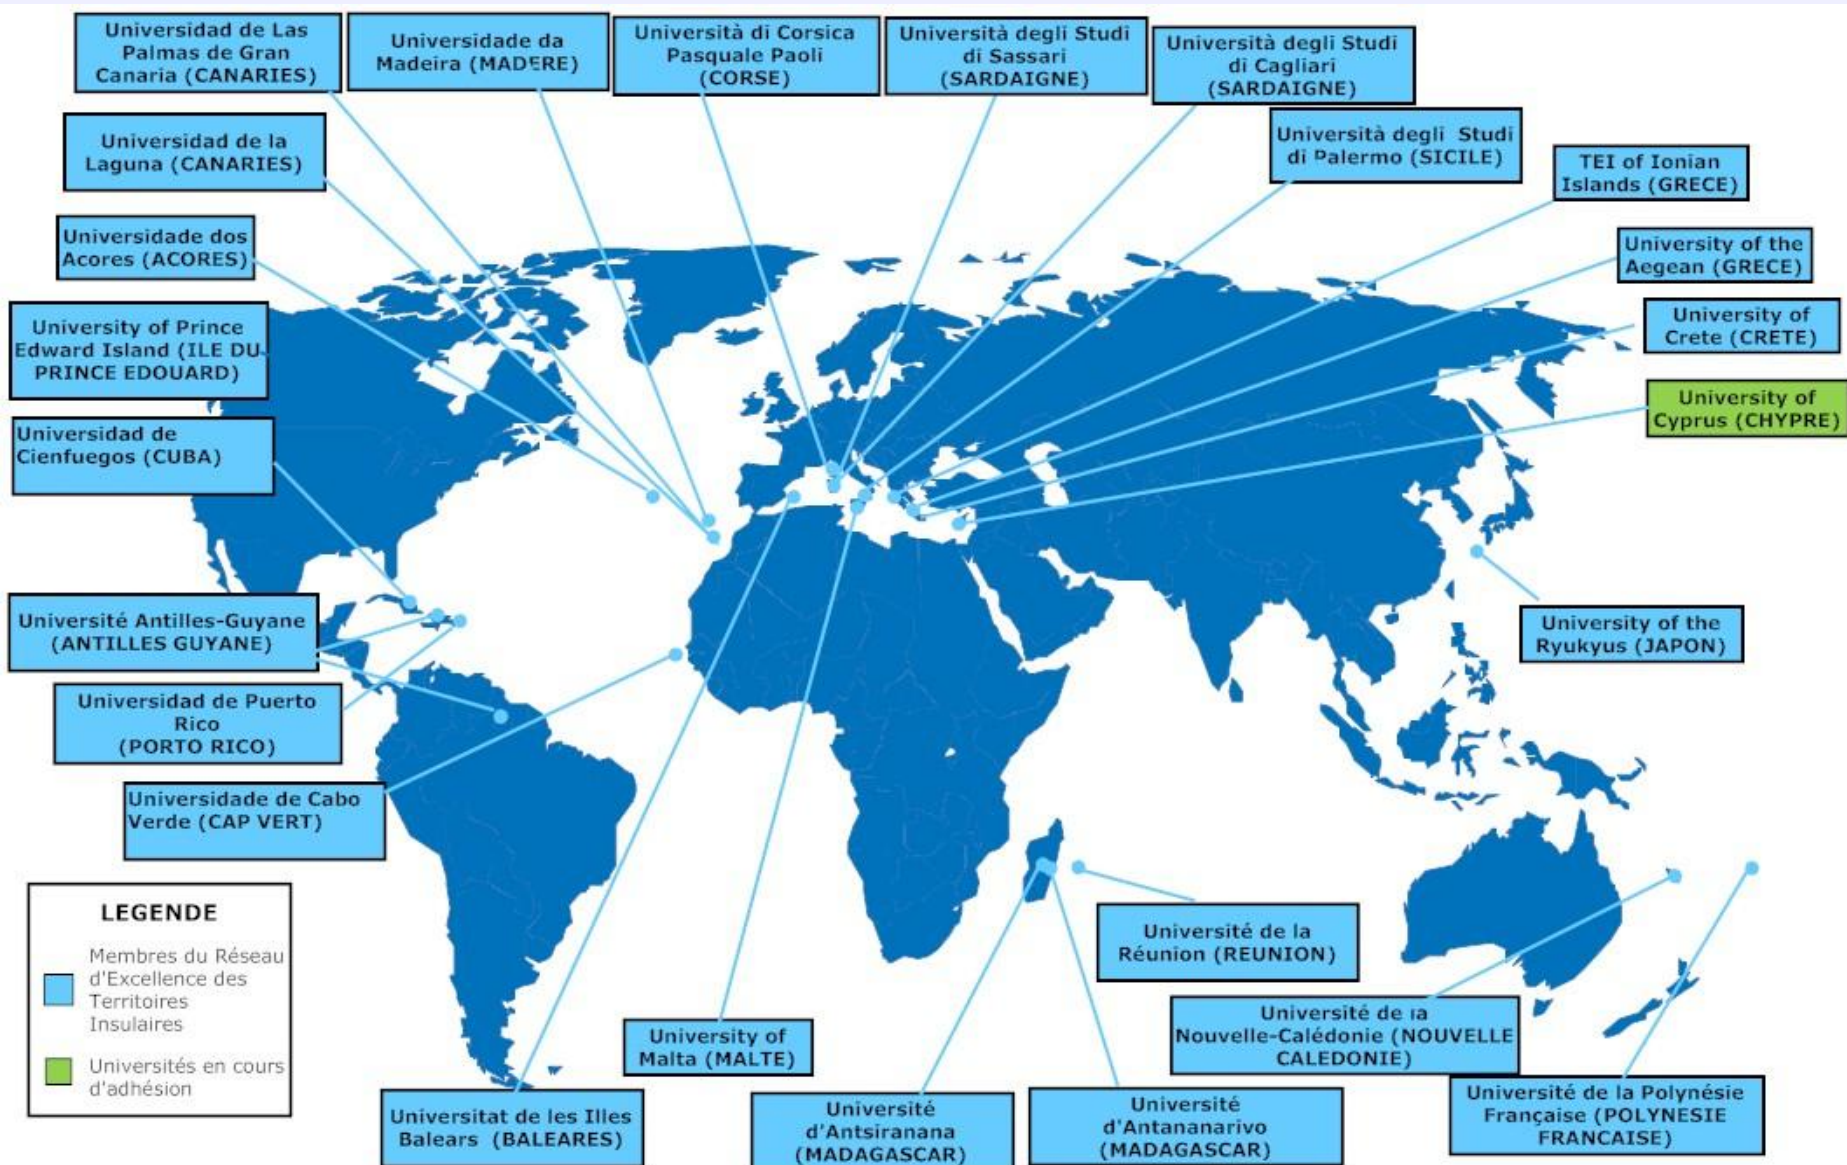 Universidad de Las
Palmas de Gran
Canaria (CANARIES)
Universidade da
Madeira (MADERE)
Università di Corsica
Pasquale Paoli
(CORSE)
Università degli Studi
di Sassari
(SARDAIGNE)
Università degli Studi
di Cagliari
(SARDAIGNE)
Universidad de la
Laguna (CANARIES)
Università degli Studi
di Palermo (SICILE)
TEI of Ionian
Islands (GRECE)
Universidade dos
Acores (ACORES)
University of the
Aegean (GRECE)
University of Prince
Edward Island (ILE DU
PRINCE EDOUARD)
University of
Crete (CRETE)
University of
Cyprus (CHYPRE)
Universidad de
Cienfuegos (CUBA)
Université Antilles-Guyane
(ANTILLES GUYANE)
University of the
Ryukyus (JAPON)
Universidad de Puerto
Rico
(PORTO RICO)
Universidade de Cabo
Verde (CAP VERT)
LEGENDE
Membres du Réseau
d'Excellence des
Territoires
Insulaires
Universités en cours
d'adhésion
Université de la
Réunion (REUNION)
Université de la
Nouvelle-Calédonie (NOUVELLE
CALEDONIE)
University of
Malta (MALTE)
Universitat de les Illes
Balears (BALEARES)
Université
d'Antsiranana
(MADAGASCAR)
Université
d'Antananarivo
(MADAGASCAR)
Université de la Polynésie
Française (POLYNESIE
FRANCAISE)